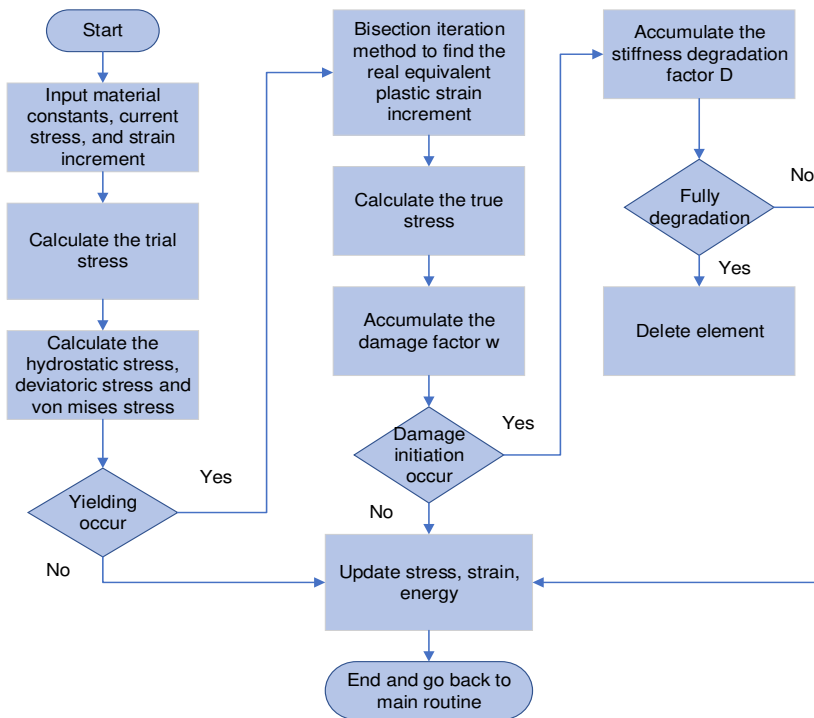 Start
Input material
constants, current
stress, and strain
increment
Calculate the trial
stress
Calculate the
hydrostatic stress,
deviatoric stress and
von mises stress
Yielding
occur
Yes
No
Bisection iteration
method to find the
real equivalent
plastic strain
increment
Calculate the true
stress
Accumulate the
damage factor w
Damage
initiation
occur
Yes
No
Update stress, strain,
energy
End and go back to
main routine
Accumulate the
stiffness degradation
factor D
Fully
degradation
No
Yes
Delete element